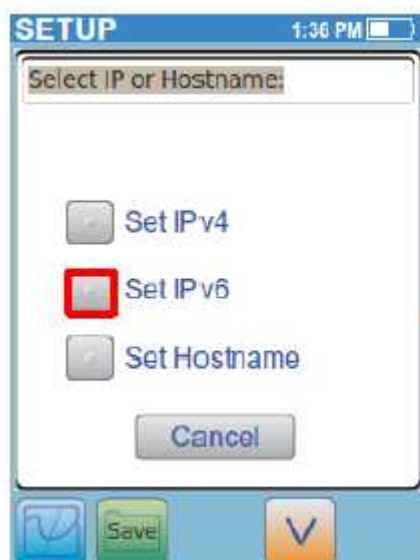 SETUP 1:36 PM
Select IP or Hostname:
Set IPv4
Set IPv6
Set Hostname
Cancel
Save